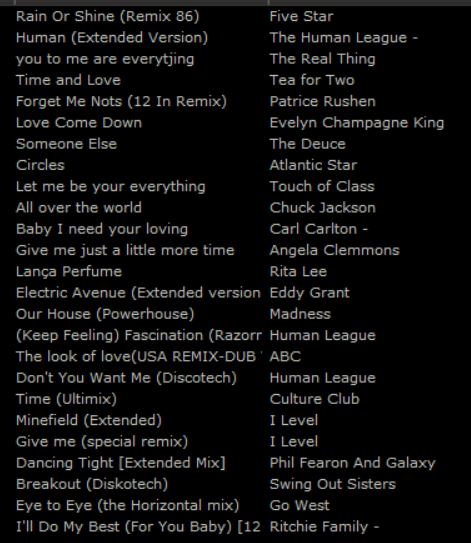 Rain Or Shine (Remix 86) Five Star
Human (Extended Version) The Human League -
you to me are everytjing The Real Thing
Time and Love Tea for Two
Forget Me Nots (12 In Remix) Patrice Rushen
Love Come Down Evelyn Champagne King
Someone Else The Deuce
Circles Atlantic Star
Let me be your everything Touch of Class
All over the world Chuck Jackson
Baby I need your loving Carl Carlton -
Give me just a little more time Angela Clemmons
Lança Perfume Rita Lee
Electric Avenue (Extended version Eddy Grant
Our House (Powerhouse) Madness
(Keep Feeling) Fascination (Razorr Human League
The look of love(USA REMIX-DUB ABC
Don't You Want Me (Discotech) Human League
Time (Ultimix) Culture Club
Minefield (Extended) I Level
Give me (special remix) I Level
Dancing Tight [Extended Mix] Phil Fearon And Galaxy
Breakout (Diskotech) Swing Out Sisters
Eye to Eye (the Horizontal mix) Go West
I'll Do My Best (For You Baby) [12 Ritchie Family -